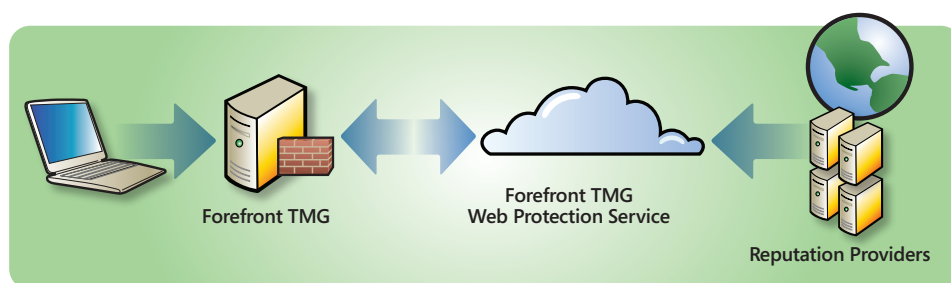 Forefront TMG
Forefront TMG
Web Protection Service
Reputation Providers